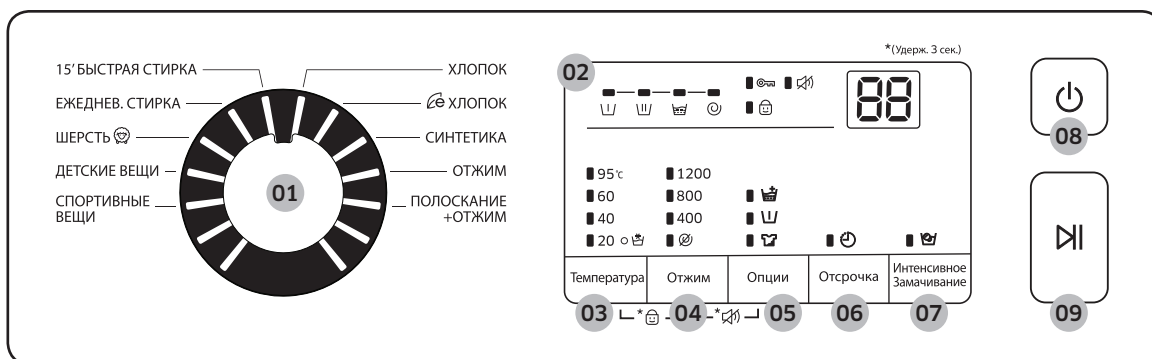 *(Удерж. 3 сек.)
15’ БЫСТРАЯ СТИРКА
ЕЖЕДНЕВ. СТИРКА
ШЕРСТЬ
ДЕТСКИЕ ВЕЩИ
СПОРТИВНЫЕ
ВЕЩИ
01
ХЛОПОК
e ХЛОПОК
СИНТЕТИКА
ОТЖИМ
ПОЛОСКАНИЕ
+ОТЖИМ
02
88
95℃
60
40
20
1200
800
400
Температура
Отжим
Опции
Отсрочка
Интенсивное
Замачивание
03
*
04
*
05
06
07
08
09